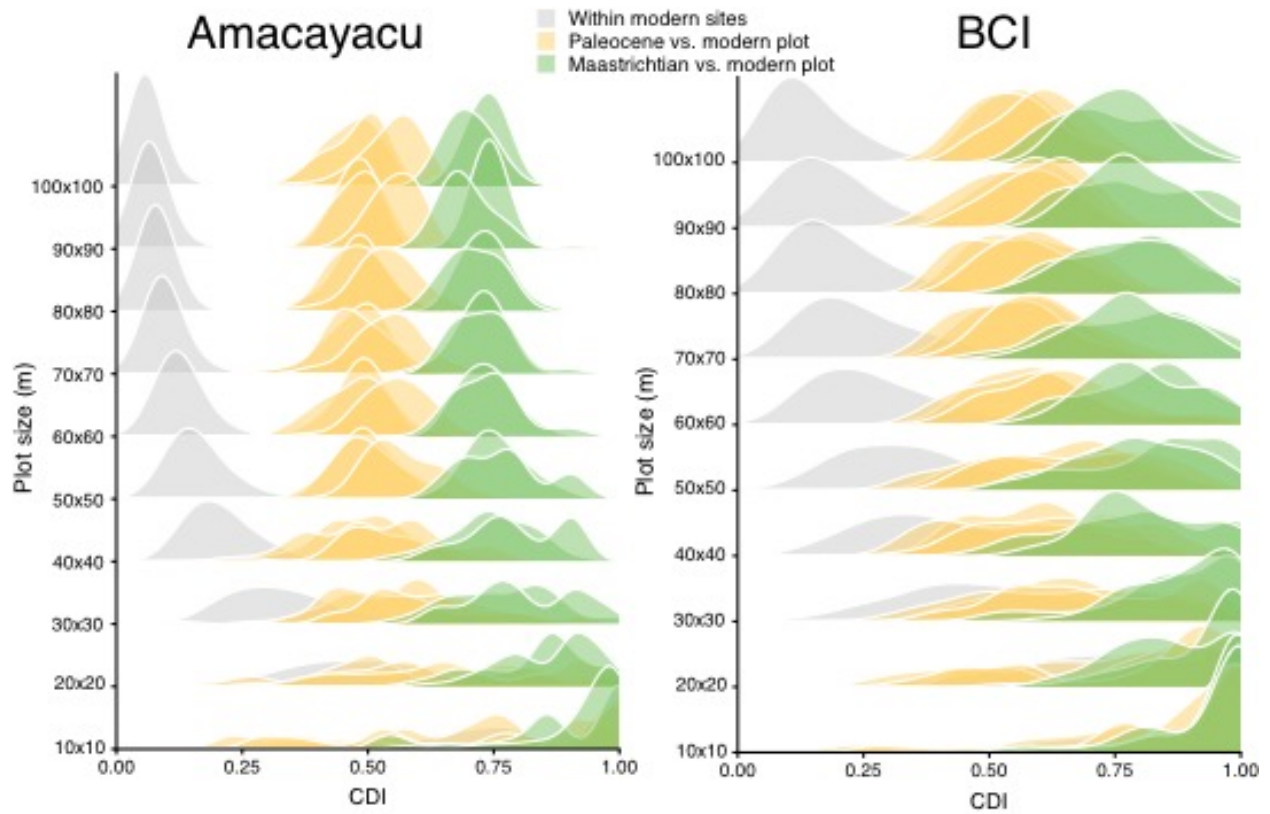 Amacayacu
Within modern sites
Paleocene vs. modern plot
Maastrichtian vs. modern plot
BCI
Plot size (m)
100x100
90x90
80x80
70x70
60x60
50x50
40x40
30x30
20x20
10x10
0.00 0.25 0.50 0.75 1.00
CDI
Plot size (m)
100x100
90x90
80x80
70x70
60x60
50x50
40x40
30x30
20x20
10x10
0.00 0.25 0.50 0.75 1.00
CDI